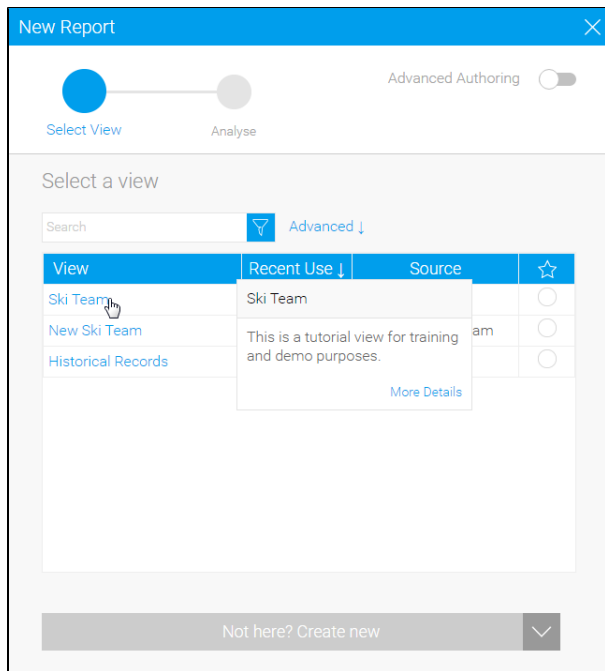 New Report
Advanced Authoring
Select View
Analyse
Select a view
Search
Advanced ↓
View Recent Use ↓ Source
Ski Team
Ski Team
New Ski Team
This is a tutorial view for training
and demo purposes.
Historical Records
More Details
Not here? Create new